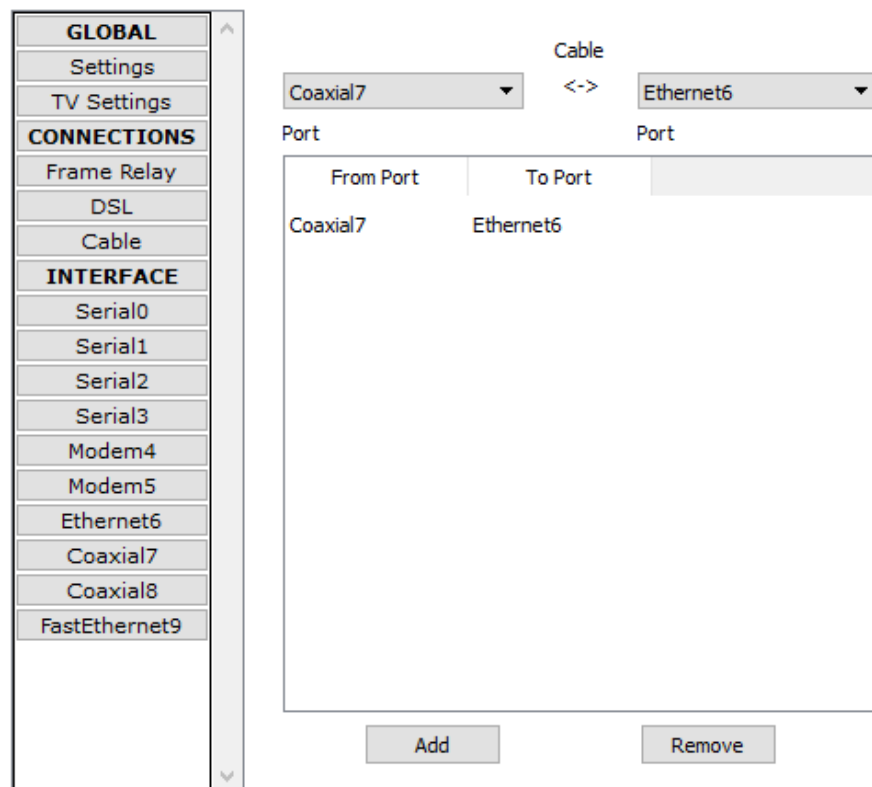 GLOBAL
Settings
TV Settings
CONNECTIONS
Frame Relay
DSL
Cable
INTERFACE
Serial0
Serial1
Serial2
Serial3
Modem4
Modem5
Ethernet6
Coaxial7
Coaxial8
FastEthernet9
Cable
Coaxial7 <-> Ethernet6
Port Port
From Port To Port
Coaxial7 Ethernet6
Add Remove